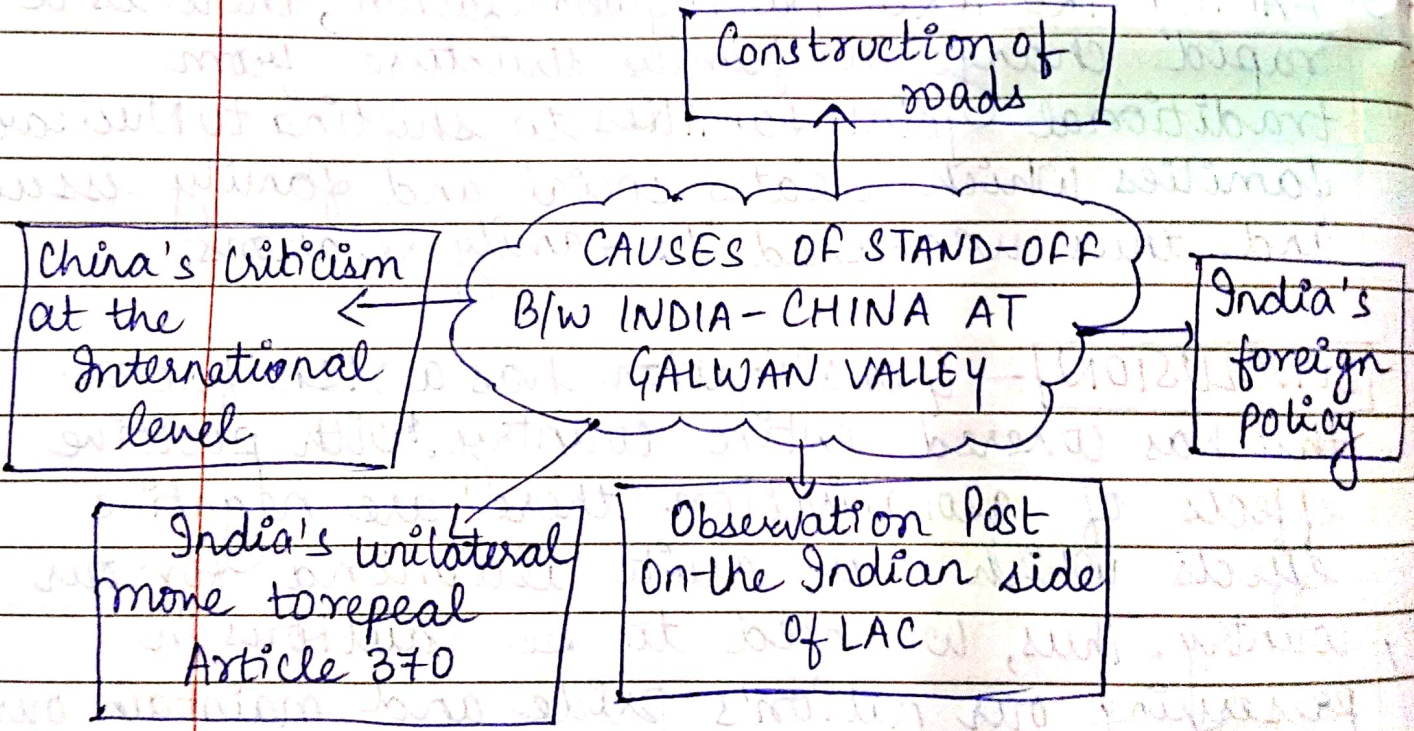 Construction of
roads
CAUSES OF STAND-OFF
B/W INDIA-CHINA AT
GALWAN VALLEY
China's Criticism
at the
International
level
India's
foreign
policy
India's unilateral
move to repeal
Article 370
Observation Post
On-the Indian side
Of LAC